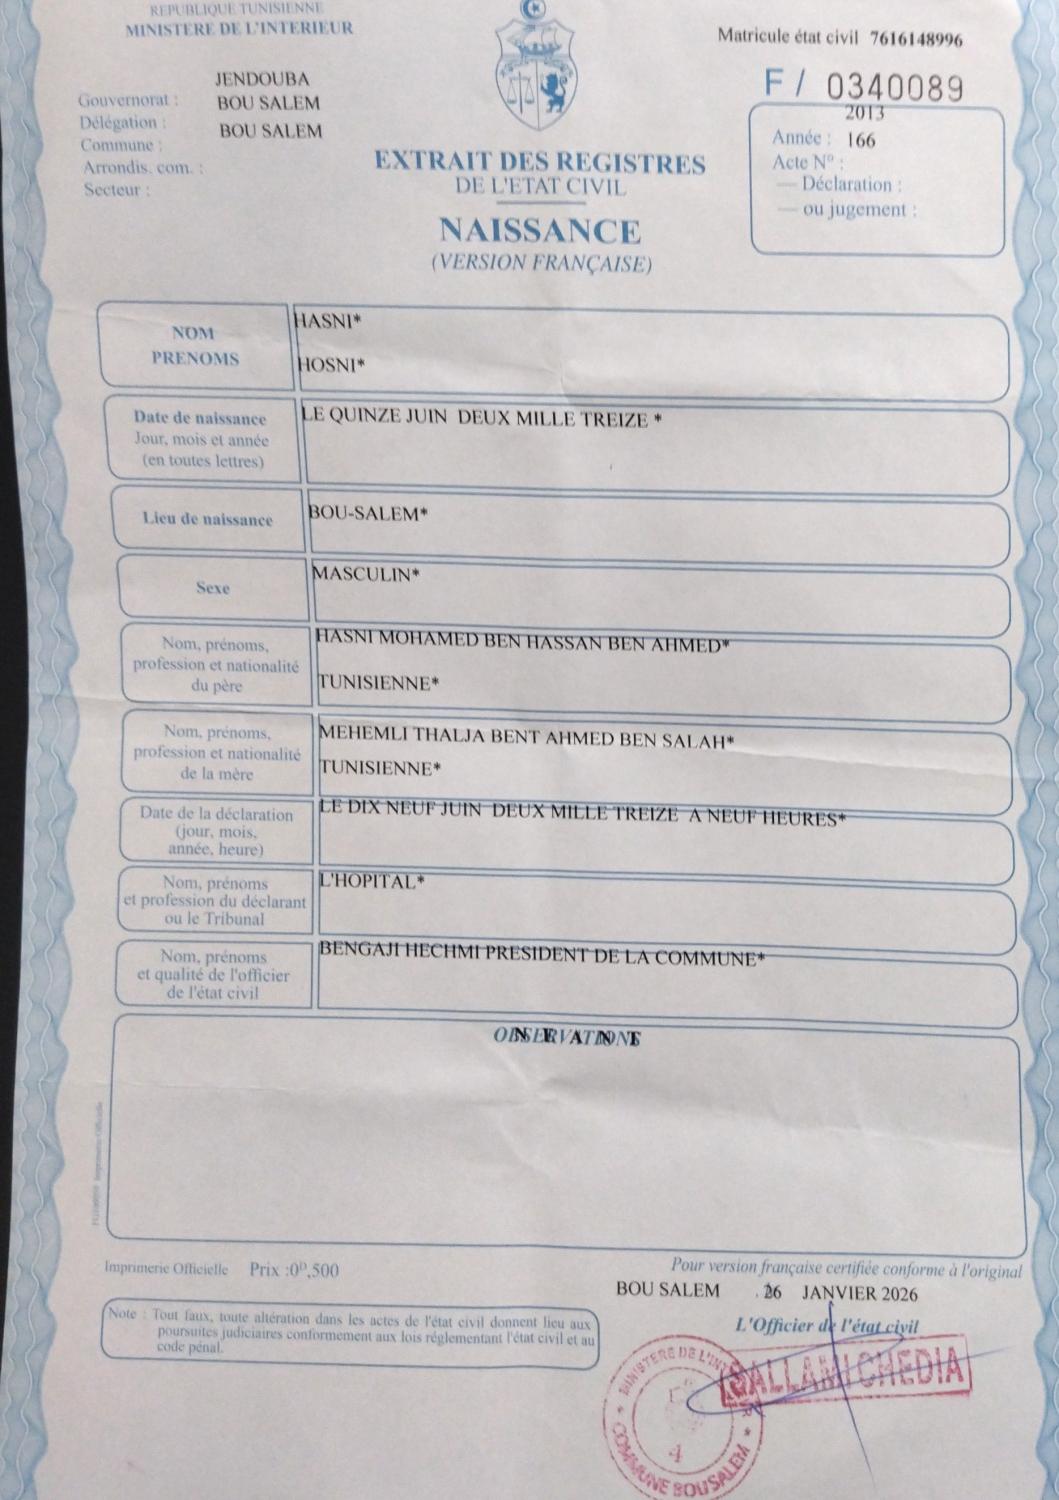 REPUBLIQUE TUNISIENNE
MINISTERE DE L'INTERIEUR
Matricule état civil 7616148996
F / 0340089
JENDOUBA
Gouvernorat : BOU SALEM
Délégation : BOU SALEM
Commune :
Arrondis. com. :
Secteur :
2013
Année : 166
Acte N° :
— Déclaration :
— ou jugement :
EXTRAIT DES REGISTRES
DE L'ETAT CIVIL
NAISSANCE
(VERSION FRANÇAISE)
NOM
PRENOMS
HASNI*
HOSNI*
Date de naissance
Jour, mois et année
(en toutes lettres)
LE QUINZE JUIN DEUX MILLE TREIZE *
Lieu de naissance
BOU-SALEM*
Sexe
MASCULIN*
Nom, prénoms,
profession et nationalité
du père
HASNI MOHAMED BEN HASSAN BEN AHMED*
TUNISIENNE*
Nom, prénoms,
profession et nationalité
de la mère
MEHEMLI THALJA BENT AHMED BEN SALAH*
TUNISIENNE*
Date de la déclaration
(jour, mois,
année, heure)
LE DIX NEUF JUIN DEUX MILLE TREIZE A NEUF HEURES*
Nom, prénoms
et profession du déclarant
ou le Tribunal
L'HOPITAL*
Nom, prénoms
et qualité de l'officier
de l'état civil
BENGAJI HECHMI PRESIDENT DE LA COMMUNE*
OBSERVATIONS
N E A N T
Imprimerie Officielle Prix :0ᴰ,500
Pour version française certifiée conforme à l'original
BOU SALEM 26 JANVIER 2026
L'Officier de l'état civil
Note : Tout faux, toute altération dans les actes de l'état civil donnent lieu aux
poursuites judiciaires conformement aux lois réglementant l'état civil et au
code pénal.
SALLAMI CHEDIA
MINISTERE DE L'INTERIEUR
4
* COMMUNE BOUSALEM *